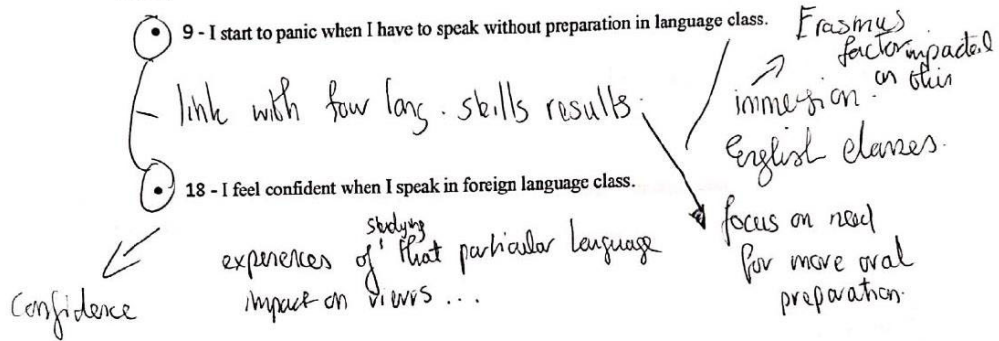 9 - I start to panic when I have to speak without preparation in language class.
Erasmus
factor impacted
on this
immersion.
English classes.
link with four lang. skills results.
18 - I feel confident when I speak in foreign language class.
focus on need
for more oral
preparation.
experiences of studying that particular language
impact on views ...
Confidence